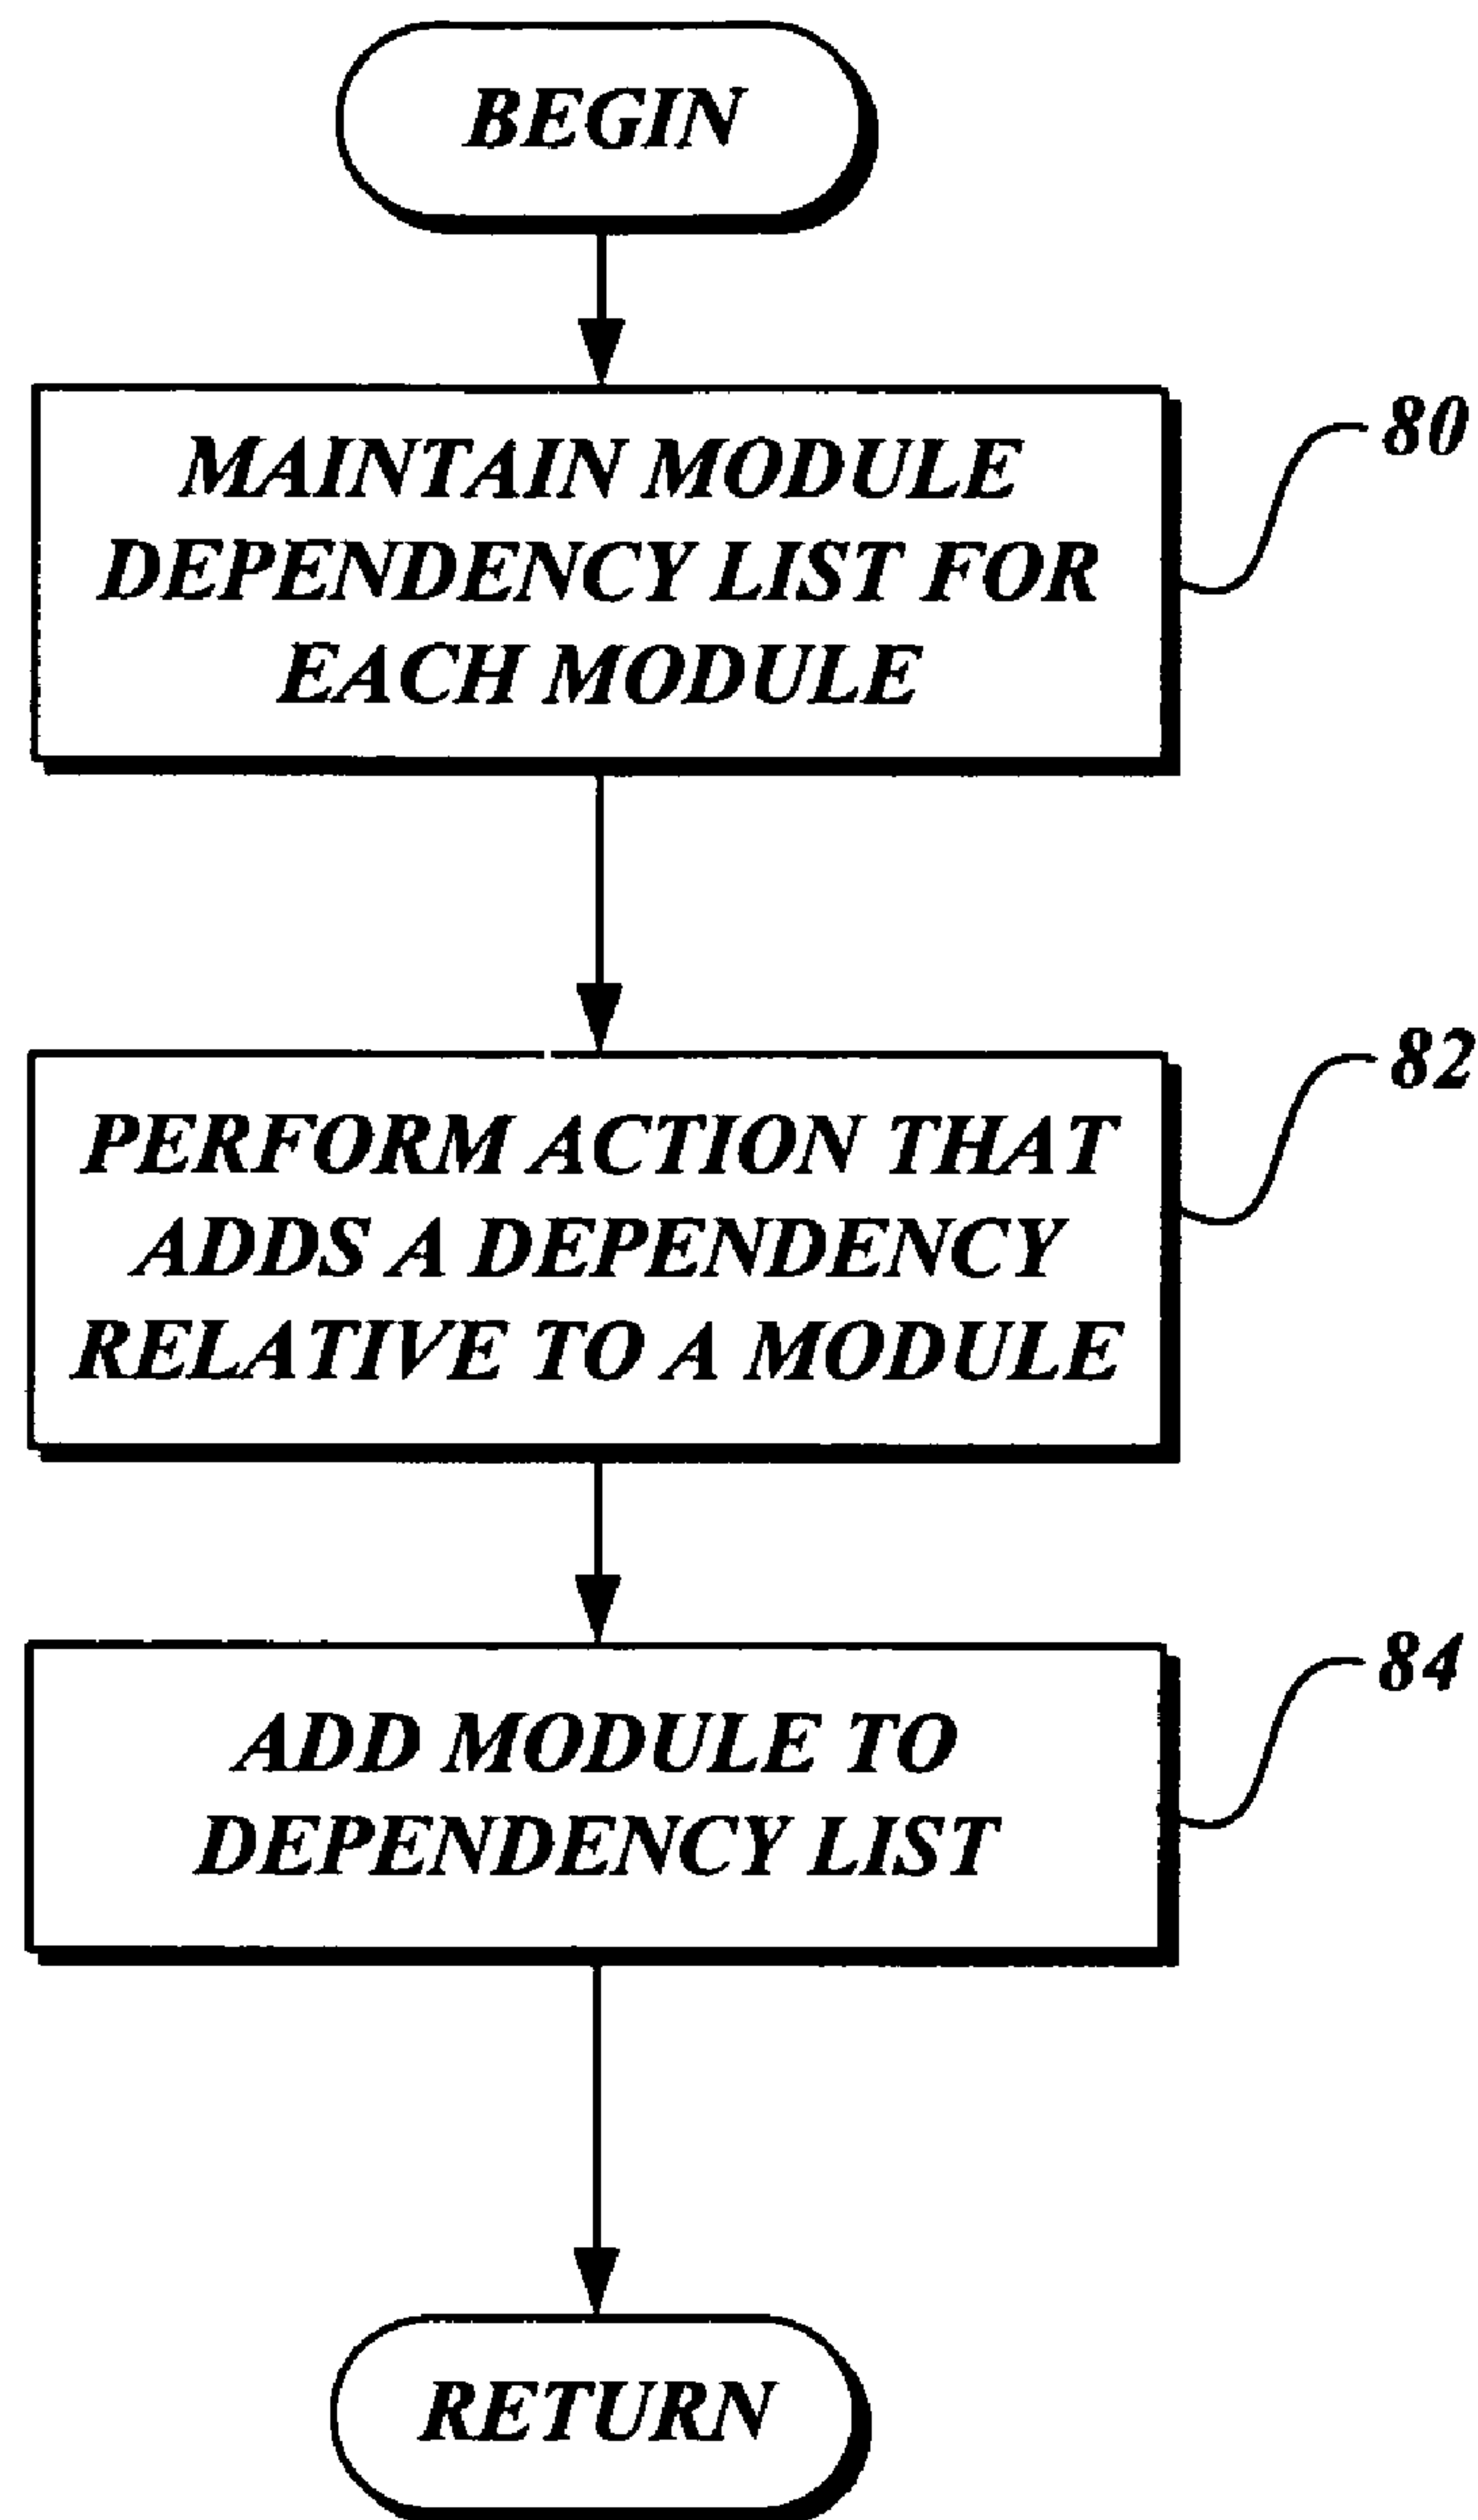 BEGIN
MAINTAIN MODULE
DEPENDENCY LIST FOR
EACH MODULE
80
PERFORM ACTION THAT
ADDS A DEPENDENCY
RELATIVE TO A MODULE
82
ADD MODULE TO
DEPENDENCY LIST
84
RETURN